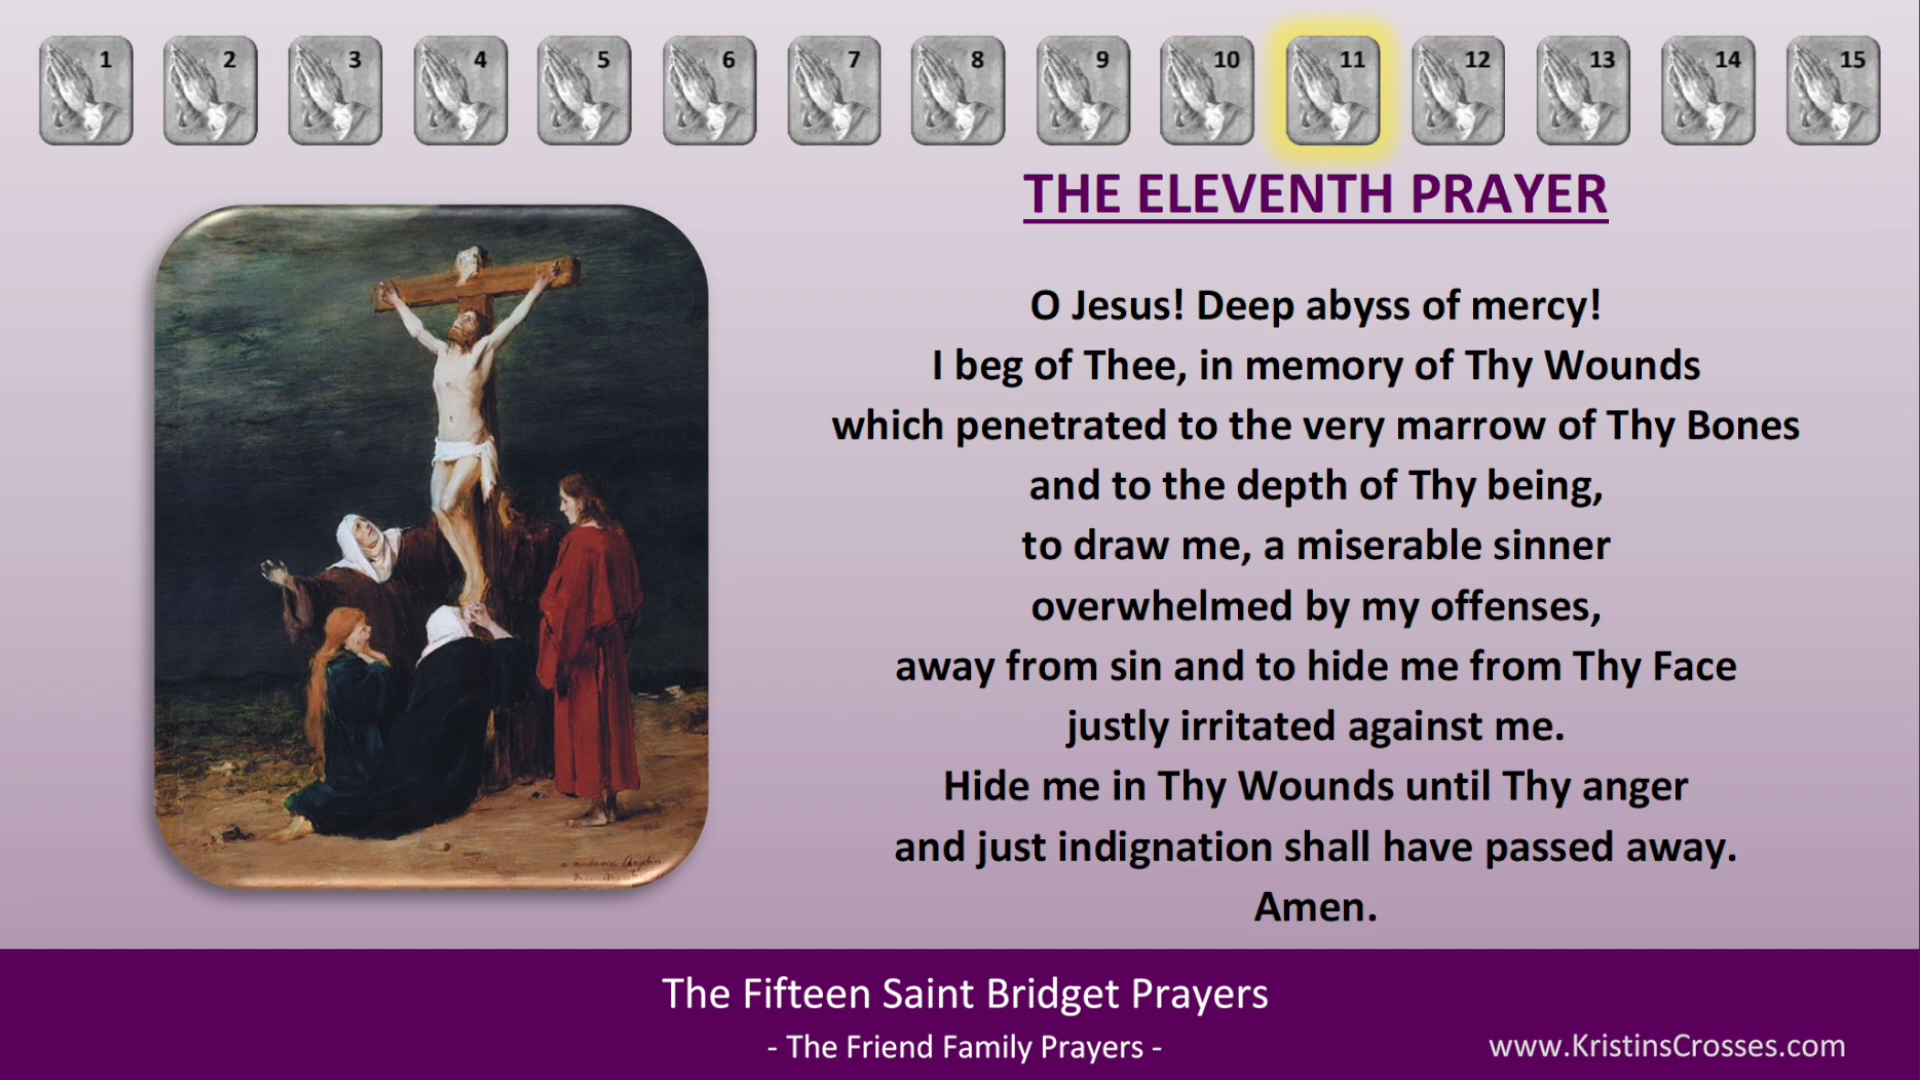 1 2 3 4 5 6 7 8 9 10 11 12 13 14 15
THE ELEVENTH PRAYER
O Jesus! Deep abyss of mercy!
I beg of Thee, in memory of Thy Wounds
which penetrated to the very marrow of Thy Bones
and to the depth of Thy being,
to draw me, a miserable sinner
overwhelmed by my offenses,
away from sin and to hide me from Thy Face
justly irritated against me.
Hide me in Thy Wounds until Thy anger
and just indignation shall have passed away.
Amen.
The Fifteen Saint Bridget Prayers
- The Friend Family Prayers -
www.KristinsCrosses.com